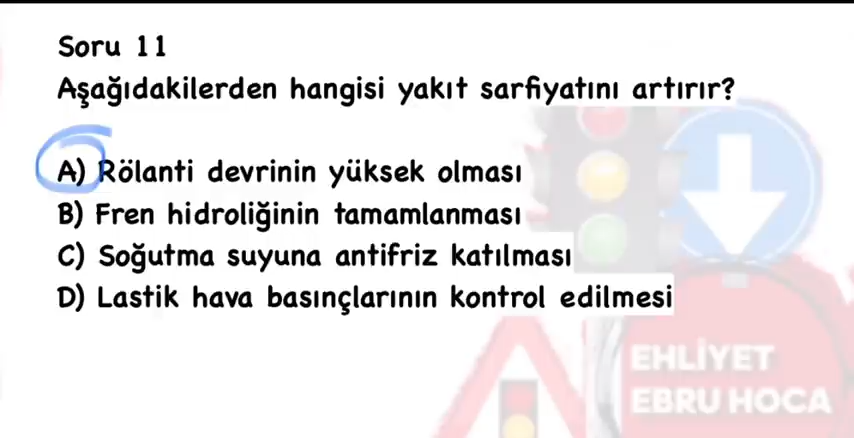 Soru 11
Aşağıdakilerden hangisi yakıt sarfiyatını artırır?
A) Rölanti devrinin yüksek olması
B) Fren hidroliğinin tamamlanması
C) Soğutma suyuna antifriz katılması
D) Lastik hava basınçlarının kontrol edilmesi
EHLİYET
EBRU HOCA